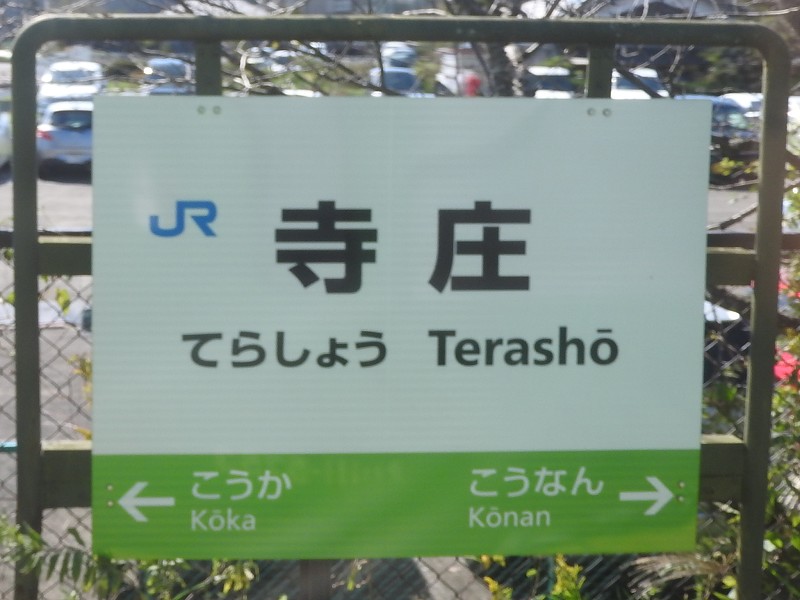 JR 寺庄
てらしょう Terashō
← こうか こうなん →
Kōka Kōnan